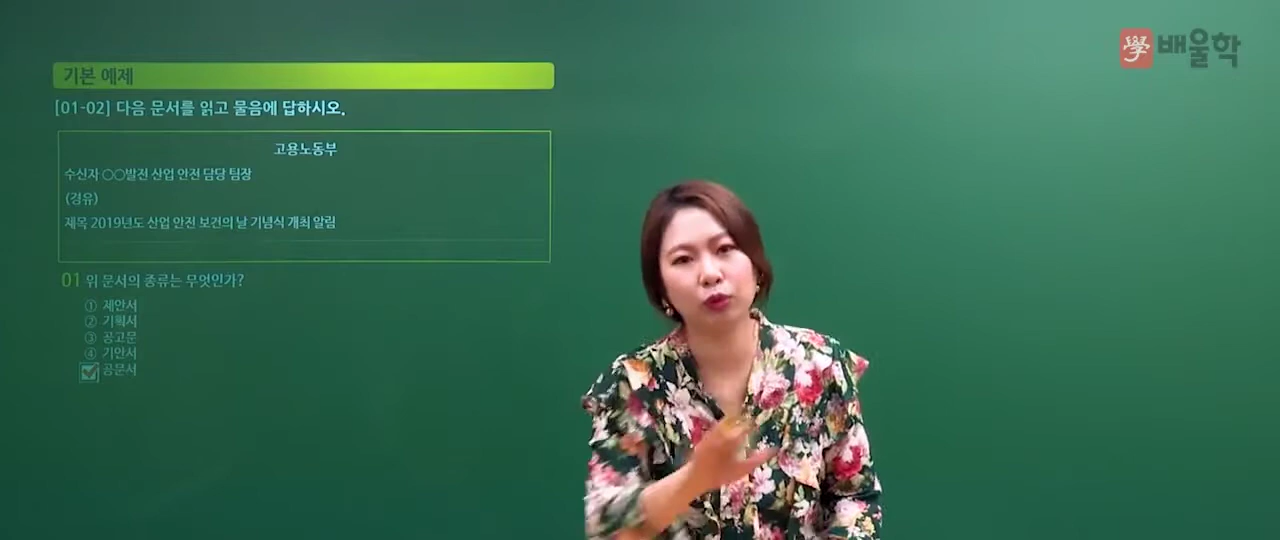 學 배울학
기본 예제
[01-02] 다음 문서를 읽고 물음에 답하시오.
고용노동부
수신자 ○○발전 산업 안전 담당 팀장
(경유)
제목 2019년도 산업 안전 보건의 날 기념식 개최 알림
01 위 문서의 종류는 무엇인가?
① 제안서
② 기획서
③ 공고문
④ 기안서
공문서